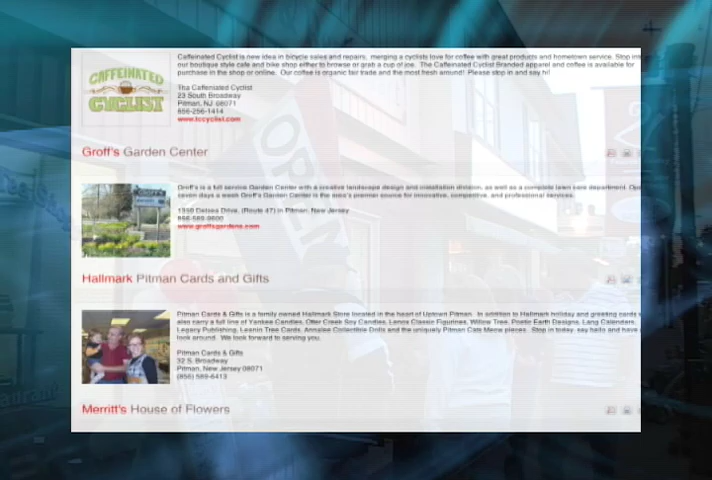 CAFFEINATED
CYCLIST
Caffeinated Cyclist is new idea in bicycle sales and repairs, merging a cyclists love for coffee with great products and hometown service. Stop in
our boutique style cafe and bike shop either to browse or grab a cup of joe. The Caffeinated Cyclist Branded apparel and coffee is available for
purchase in the shop or online. Our coffee is organic fair trade and the most fresh around! Please stop in and say hi!
The Caffeinated Cyclist
23 South Broadway
Pitman, NJ 08071
856-256-1414
www.tccyclist.com
OPEN
Groff's Garden Center
Groff's is a full service Garden Center with a creative landscape design and installation division, as well as a complete lawn care department.
seven days a week Groff's Garden Center is the area's premier source for innovative, competitive, and professional services.
Delsea Drive, (Route 47) in Pitman, New Jersey
www.groffsgardens.com
Hallmark Pitman Cards and Gifts
Pitman Cards & Gifts is a family owned Hallmark Store located in the heart of Uptown Pitman. In addition to Hallmark holiday and greeting cards
also carry a full line of Yankee Candles, Otter Creek Soy Candles, Lenox Classic Figurines, Willow Tree, Poetic Earth Designs, Lang Calenders,
Legacy Publishing, Leanin Tree Cards, Annalee Collectible Dolls and the uniquely Pitman Cats Meow pieces. Stop in today, say hello and have
look around. We look forward to serving you.
Pitman Cards & Gifts
32 S. Broadway
Pitman, New Jersey 08071
(856) 589-6413
Merritt's House of Flowers